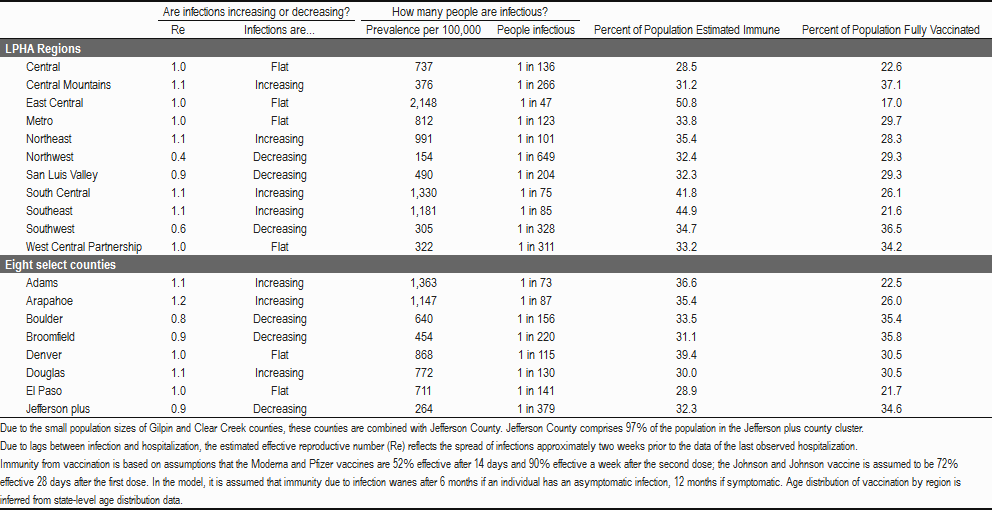 Are infections increasing or decreasing? How many people are infectious?
Re Infections are... Prevalence per 100,000 People infectious Percent of Population Estimated Immune Percent of Population Fully Vaccinated
LPHA Regions
Central 1.0 Flat 737 1 in 136 28.5 22.6
Central Mountains 1.1 Increasing 376 1 in 266 31.2 37.1
East Central 1.0 Flat 2,148 1 in 47 50.8 17.0
Metro 1.0 Flat 812 1 in 123 33.8 29.7
Northeast 1.1 Increasing 991 1 in 101 35.4 28.3
Northwest 0.4 Decreasing 154 1 in 649 32.4 29.3
San Luis Valley 0.9 Decreasing 490 1 in 204 32.3 29.3
South Central 1.1 Increasing 1,330 1 in 75 41.8 26.1
Southeast 1.1 Increasing 1,181 1 in 85 44.9 21.6
Southwest 0.6 Decreasing 305 1 in 328 34.7 36.5
West Central Partnership 1.0 Flat 322 1 in 311 33.2 34.2
Eight select counties
Adams 1.1 Increasing 1,363 1 in 73 36.6 22.5
Arapahoe 1.2 Increasing 1,147 1 in 87 35.4 26.0
Boulder 0.8 Decreasing 640 1 in 156 33.5 35.4
Broomfield 0.9 Decreasing 454 1 in 220 31.1 35.8
Denver 1.0 Flat 868 1 in 115 39.4 30.5
Douglas 1.1 Increasing 772 1 in 130 30.0 30.5
El Paso 1.0 Flat 711 1 in 141 28.9 21.7
Jefferson plus 0.9 Decreasing 264 1 in 379 32.3 34.6
Due to the small population sizes of Gilpin and Clear Creek counties, these counties are combined with Jefferson County. Jefferson County comprises 97% of the population in the Jefferson plus county cluster.
Due to lags between infection and hospitalization, the estimated effective reproductive number (Re) reflects the spread of infections approximately two weeks prior to the data of the last observed hospitalization.
Immunity from vaccination is based on assumptions that the Moderna and Pfizer vaccines are 52% effective after 14 days and 90% effective a week after the second dose; the Johnson and Johnson vaccine is assumed to be 72%
effective 28 days after the first dose. In the model, it is assumed that immunity due to infection wanes after 6 months if an individual has an asymptomatic infection, 12 months if symptomatic. Age distribution of vaccination by region is
inferred from state-level age distribution data.